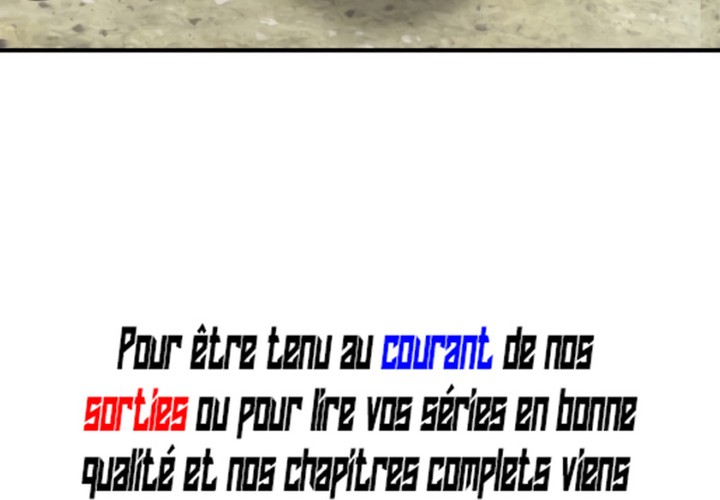 Pour être tenu au courant de nos
sorties ou pour lire vos séries en bonne
qualité et nos chapitres complets viens